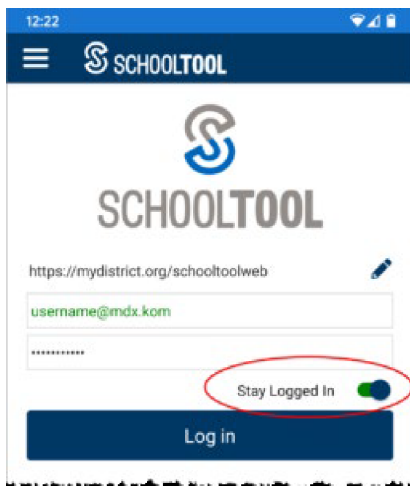 12:22
SCHOOLTOOL
SCHOOLTOOL
https://mydistrict.org/schooltoolweb
username@mdx.kom
•••••••••••
Stay Logged In
Log in